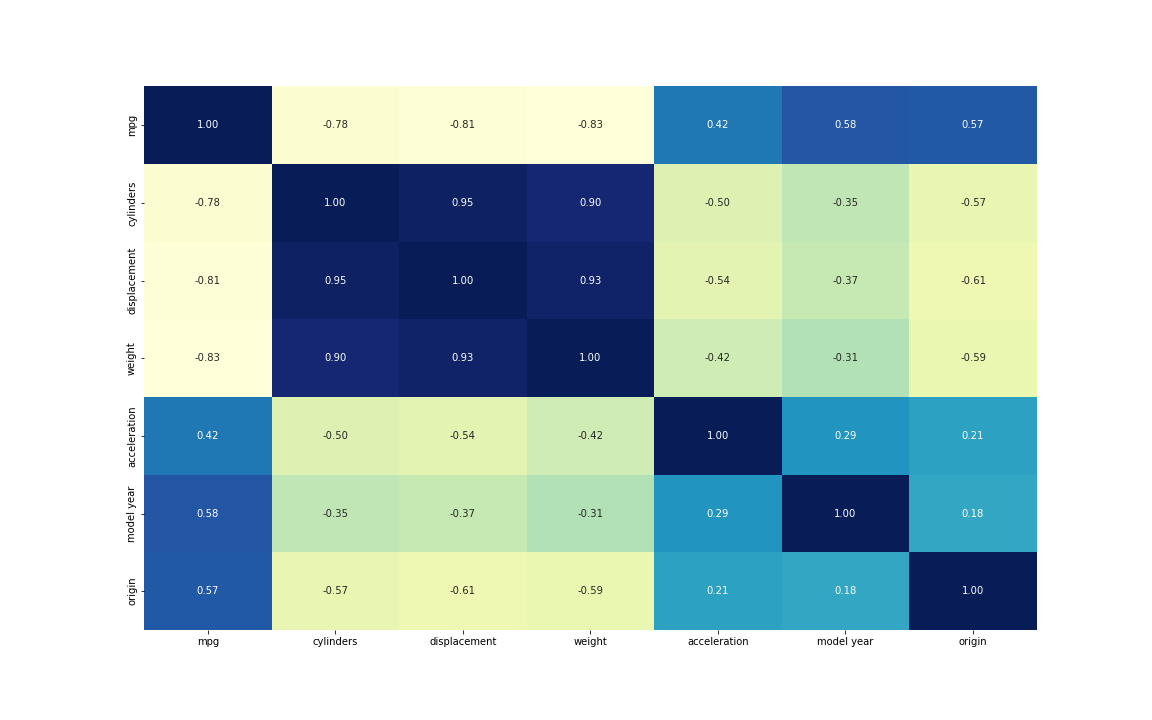 mpg 1.00 -0.78 -0.81 -0.83 0.42 0.58 0.57
cylinders -0.78 1.00 0.95 0.90 -0.50 -0.35 -0.57
displacement -0.81 0.95 1.00 0.93 -0.54 -0.37 -0.61
weight -0.83 0.90 0.93 1.00 -0.42 -0.31 -0.59
acceleration 0.42 -0.50 -0.54 -0.42 1.00 0.29 0.21
model year 0.58 -0.35 -0.37 -0.31 0.29 1.00 0.18
origin 0.57 -0.57 -0.61 -0.59 0.21 0.18 1.00
mpg cylinders displacement weight acceleration model year origin